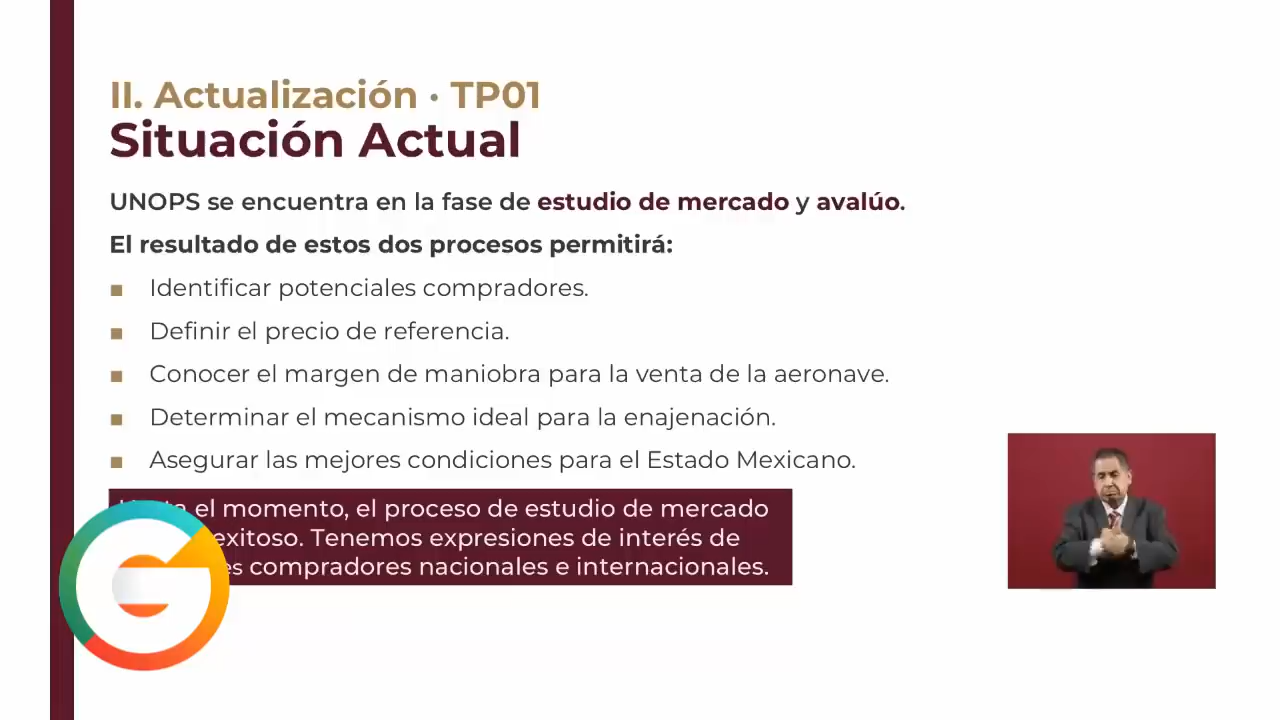 II. Actualización · TP01
Situación Actual
UNOPS se encuentra en la fase de estudio de mercado y avalúo.
El resultado de estos dos procesos permitirá:
■ Identificar potenciales compradores.
■ Definir el precio de referencia.
■ Conocer el margen de maniobra para la venta de la aeronave.
■ Determinar el mecanismo ideal para la enajenación.
■ Asegurar las mejores condiciones para el Estado Mexicano.
el momento, el proceso de estudio de mercado
exitoso. Tenemos expresiones de interés de
compradores nacionales e internacionales.
G